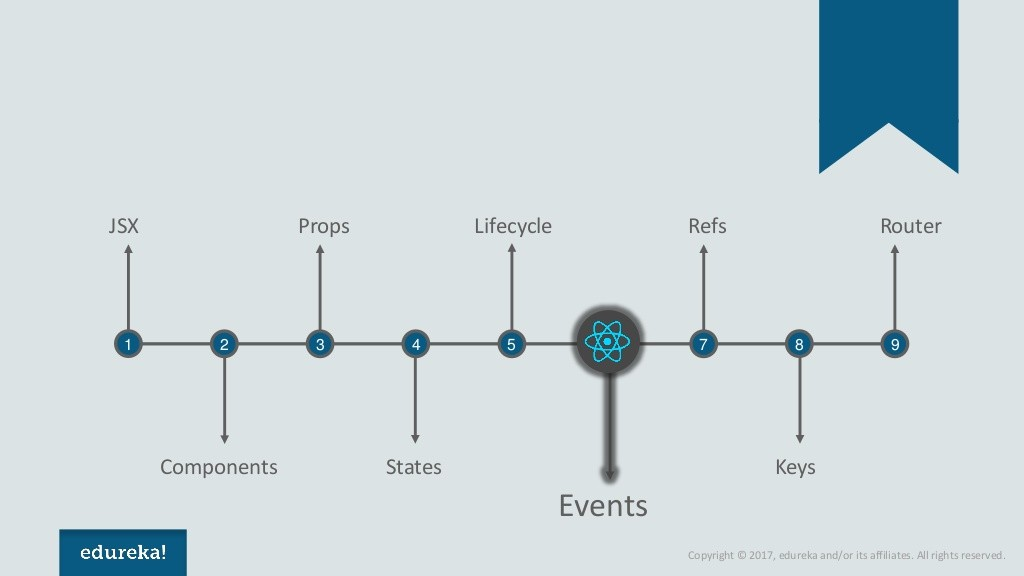 JSX
Props
Lifecycle
Refs
Router
1
2
3
4
5
7
8
9
Components
States
Keys
Events
edureka!
Copyright © 2017, edureka and/or its affiliates. All rights reserved.